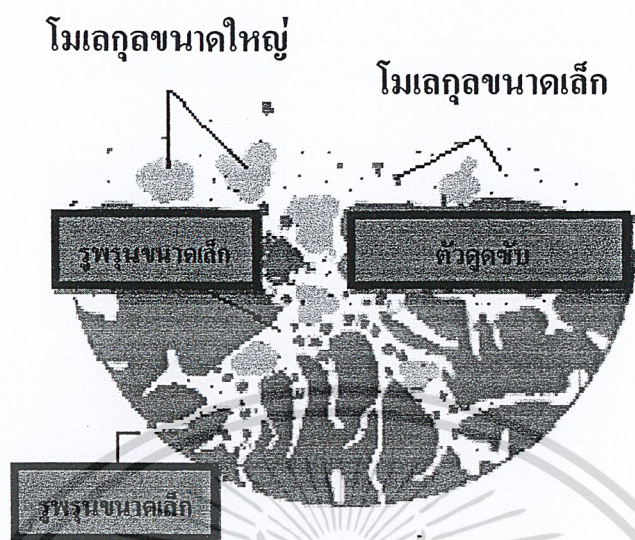 โมเลกุลขนาดใหญ่
โมเลกุลขนาดเล็ก
รูพรุนขนาดเล็ก
ตัวดูดซับ
รูพรุนขนาดเล็ก